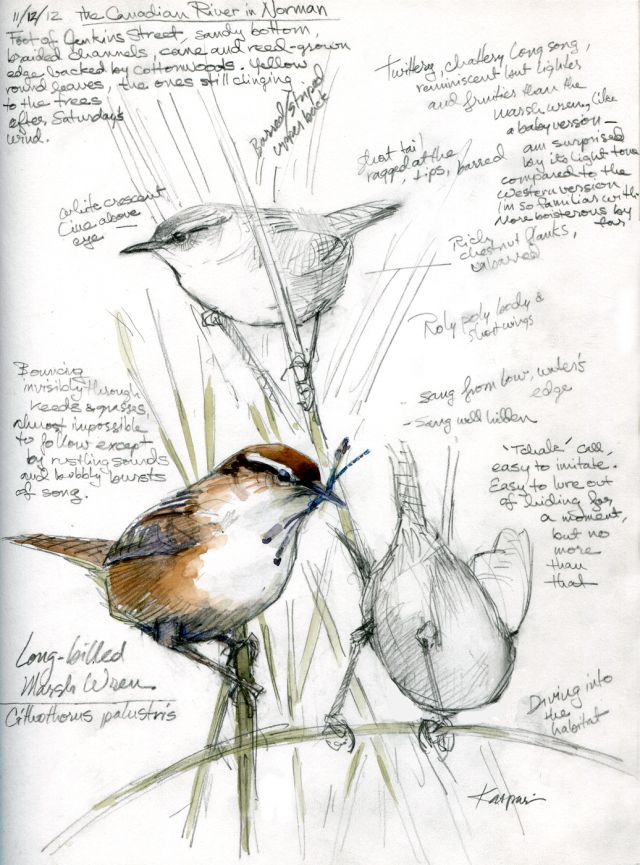 11/12/12 the Canadian River in Norman
Foot of Jenkins Street, sandy bottom,
braided channels, cane and reed-grown
edge backed by cottonwoods. Yellow
round leaves, the ones still clinging
to the trees
after Saturday's
wind.
Barred/striped
upper back
Twittery, chattery long song,
reminiscent but lighter
and fruitier than the
Marsh wren, like
a baby version—
am surprised
by its light tone
compared to the
Western version
I'm so familiar with
More boisterous by
far!
short tail
ragged at the
tips, barred
White crescent
line above
eye —
Rich
chestnut flanks,
unbarred
Roly poly body &
short wings
- sang from low, water's
edge
- Sang well hidden
Bouncing
invisibly through
reeds & grasses,
almost impossible
to follow except
by rustling sounds
and bubbly bursts
of song.
"Tchak" call,
easy to imitate.
Easy to lure out
of hiding for
a moment,
but no
more
than
that
Long-billed
Marsh Wren
Cithothorus palustris
Diving into
the
habitat
Kaspari